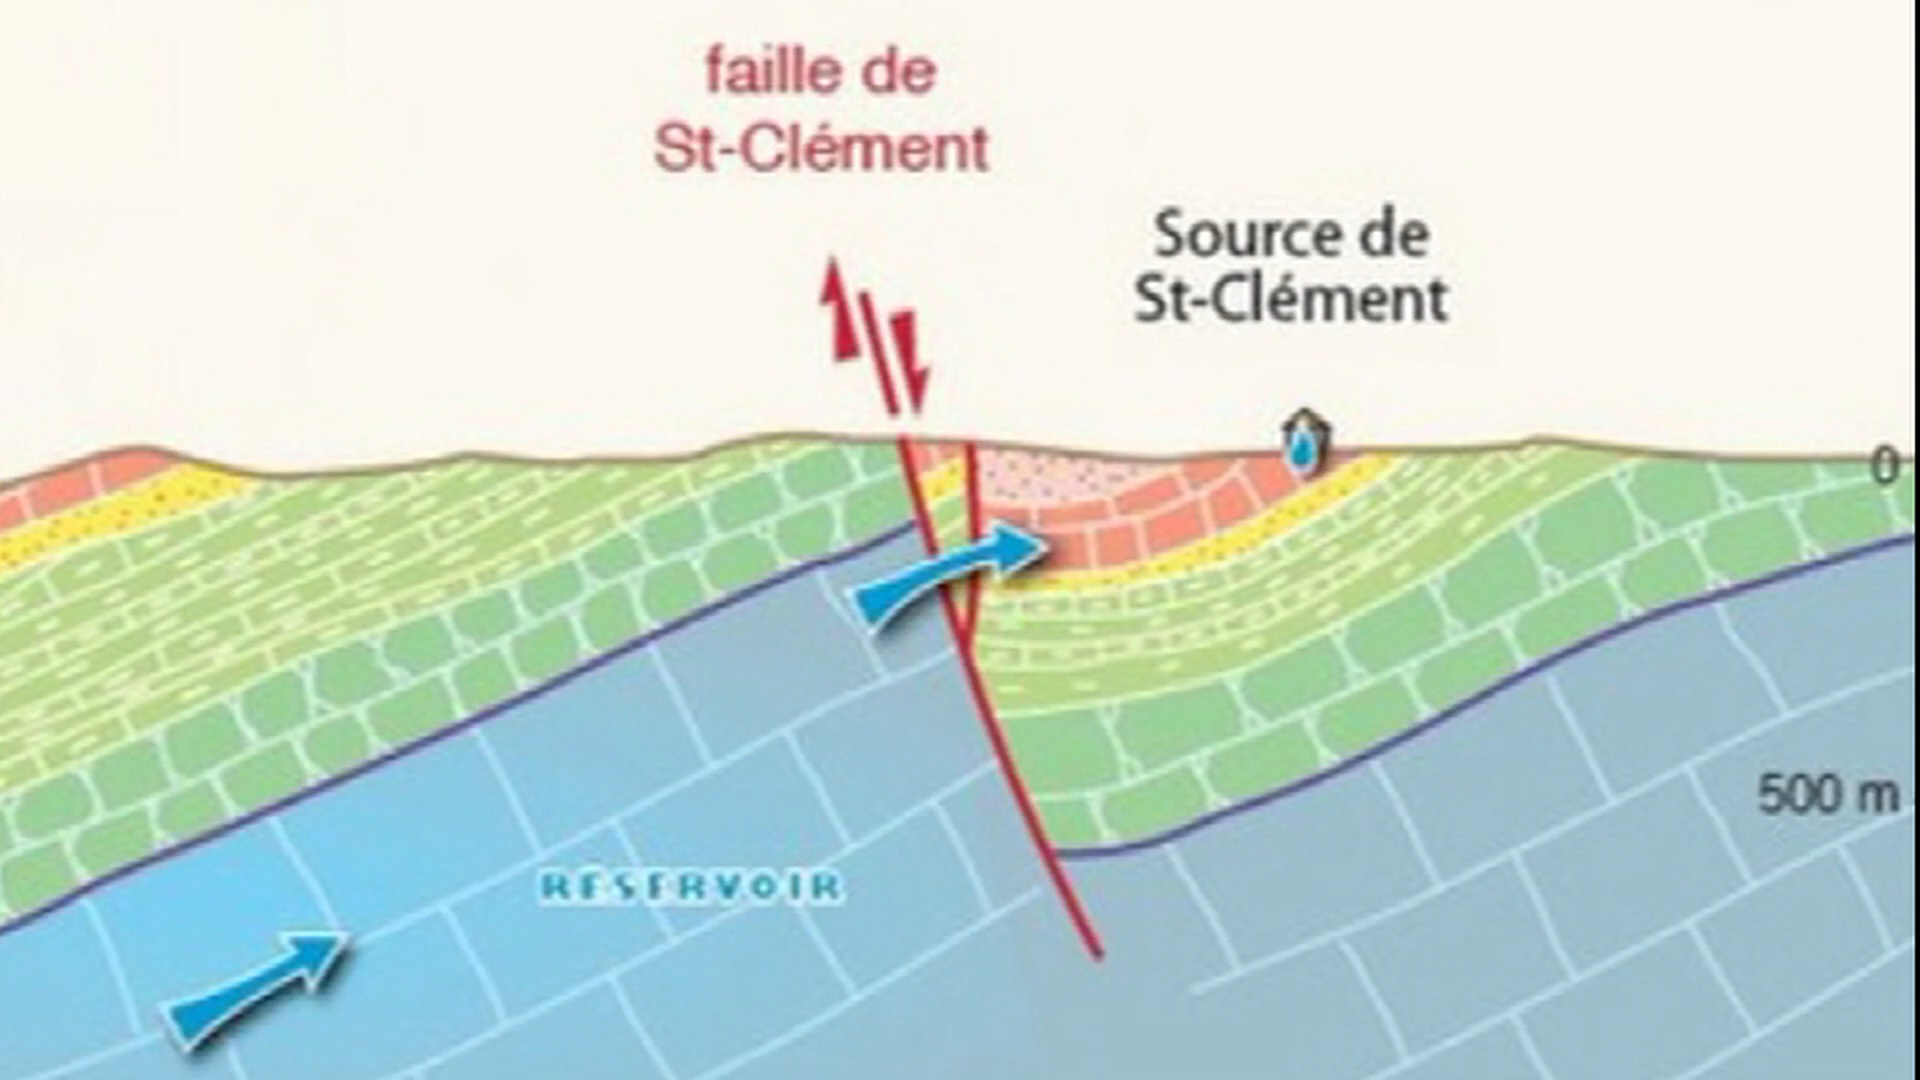 faille de
St-Clément
Source de
St-Clément
0
500 m
RESERVOIR